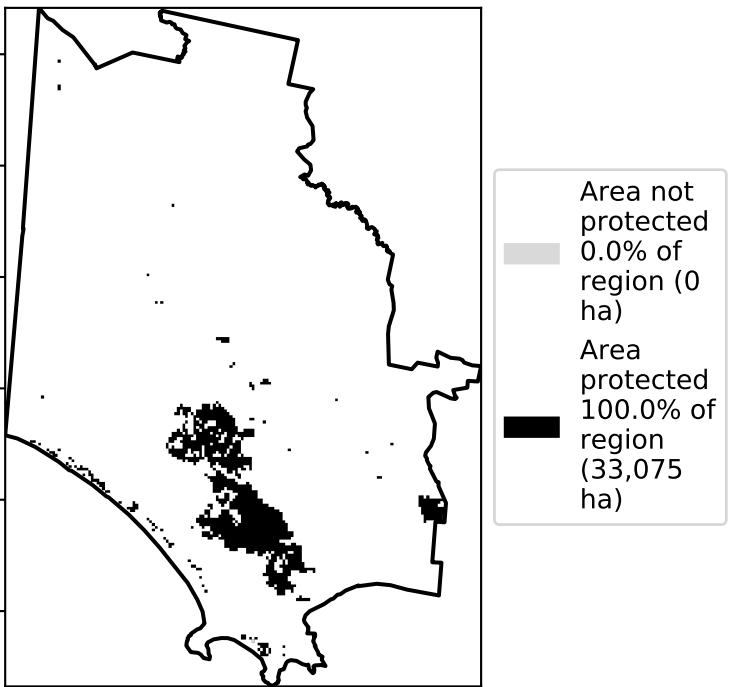 Area not
protected
0.0% of
region (0
ha)
Area
protected
100.0% of
region
(33,075
ha)